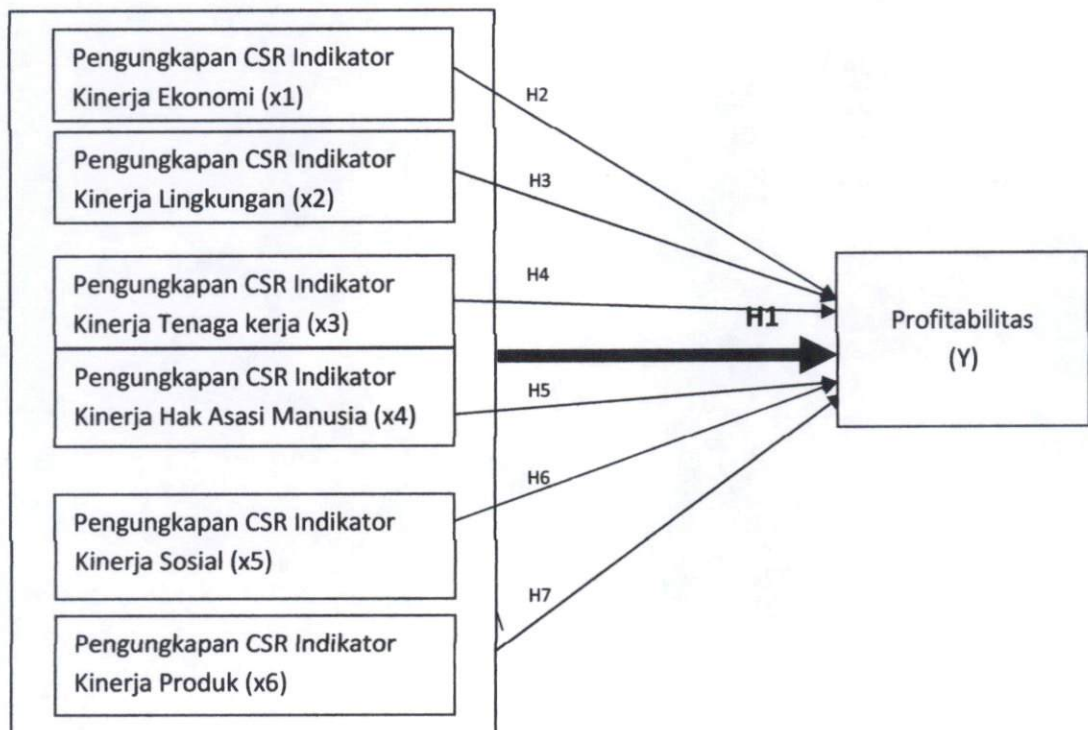 Pengungkapan CSR Indikator
Kinerja Ekonomi (x1)
Pengungkapan CSR Indikator
Kinerja Lingkungan (x2)
Pengungkapan CSR Indikator
Kinerja Tenaga kerja (x3)
Pengungkapan CSR Indikator
Kinerja Hak Asasi Manusia (x4)
Pengungkapan CSR Indikator
Kinerja Sosial (x5)
Pengungkapan CSR Indikator
Kinerja Produk (x6)
H2
H3
H4
H1
H5
H6
H7
Profitabilitas
(Y)